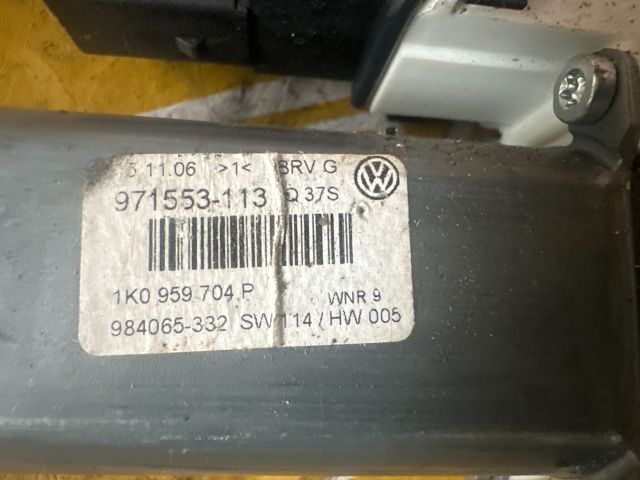 11.06 >1< BRV G
971553-113 Q 37S
1K0 959 704 P WNR 9
984065-332 SW 114 / HW 005